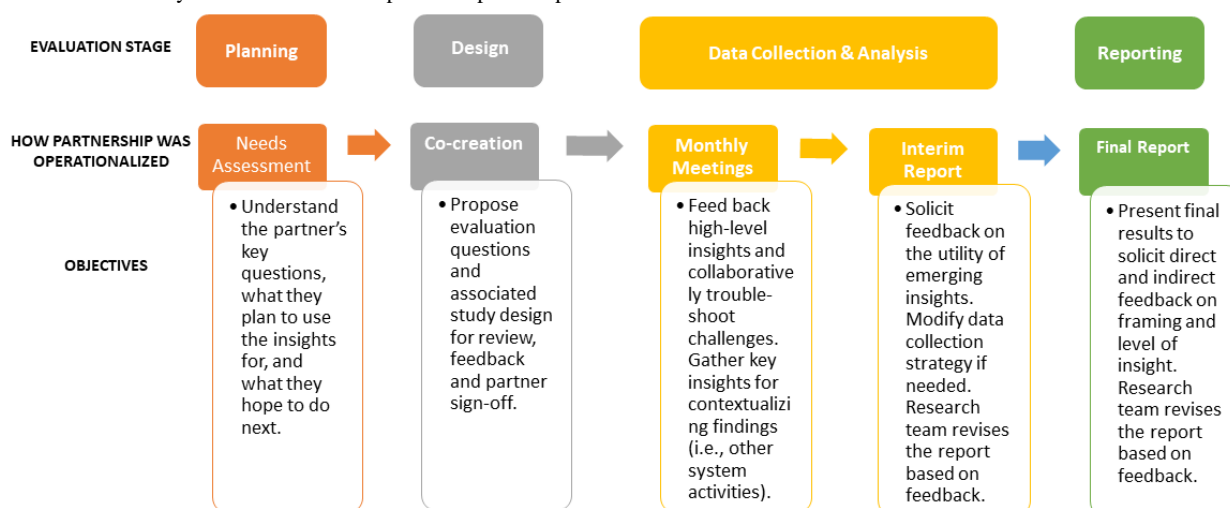 EVALUATION STAGE
Planning
Design
Data Collection & Analysis
Reporting
HOW PARTNERSHIP WAS
OPERATIONALIZED
Needs
Assessment
Co-creation
Monthly
Meetings
Interim
Report
Final Report
OBJECTIVES
• Understand
the partner's
key
questions,
what they
plan to use
the insights
for, and
what they
hope to do
next.
• Propose
evaluation
questions
and
associated
study design
for review,
feedback
and partner
sign-off.
• Feed back
high-level
insights and
collaborative
ly trouble-
shoot
challenges.
Gather key
insights for
contextualizi
ng findings
(i.e., other
system
activities).
• Solicit
feedback on
the utility of
emerging
insights.
Modify data
collection
strategy if
needed.
Research
team revises
the report
based on
feedback.
• Present final
results to
solicit direct
and indirect
feedback on
framing and
level of
insight.
Research
team revises
the report
based on
feedback.